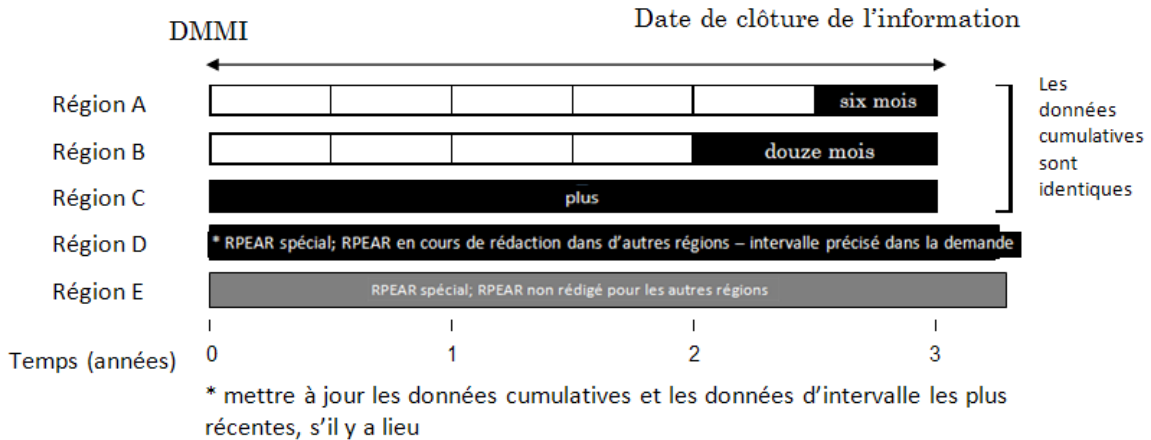 DMMI
Date de clôture de l'information
Région A
six mois
Les
données
cumulatives
sont
identiques
Région B
douze mois
Région C
plus
Région D
* RPEAR spécial; RPEAR en cours de rédaction dans d'autres régions – intervalle précisé dans la demande
Région E
RPEAR spécial; RPEAR non rédigé pour les autres régions
Temps (années)
0
1
2
3
* mettre à jour les données cumulatives et les données d'intervalle les plus
récentes, s'il y a lieu